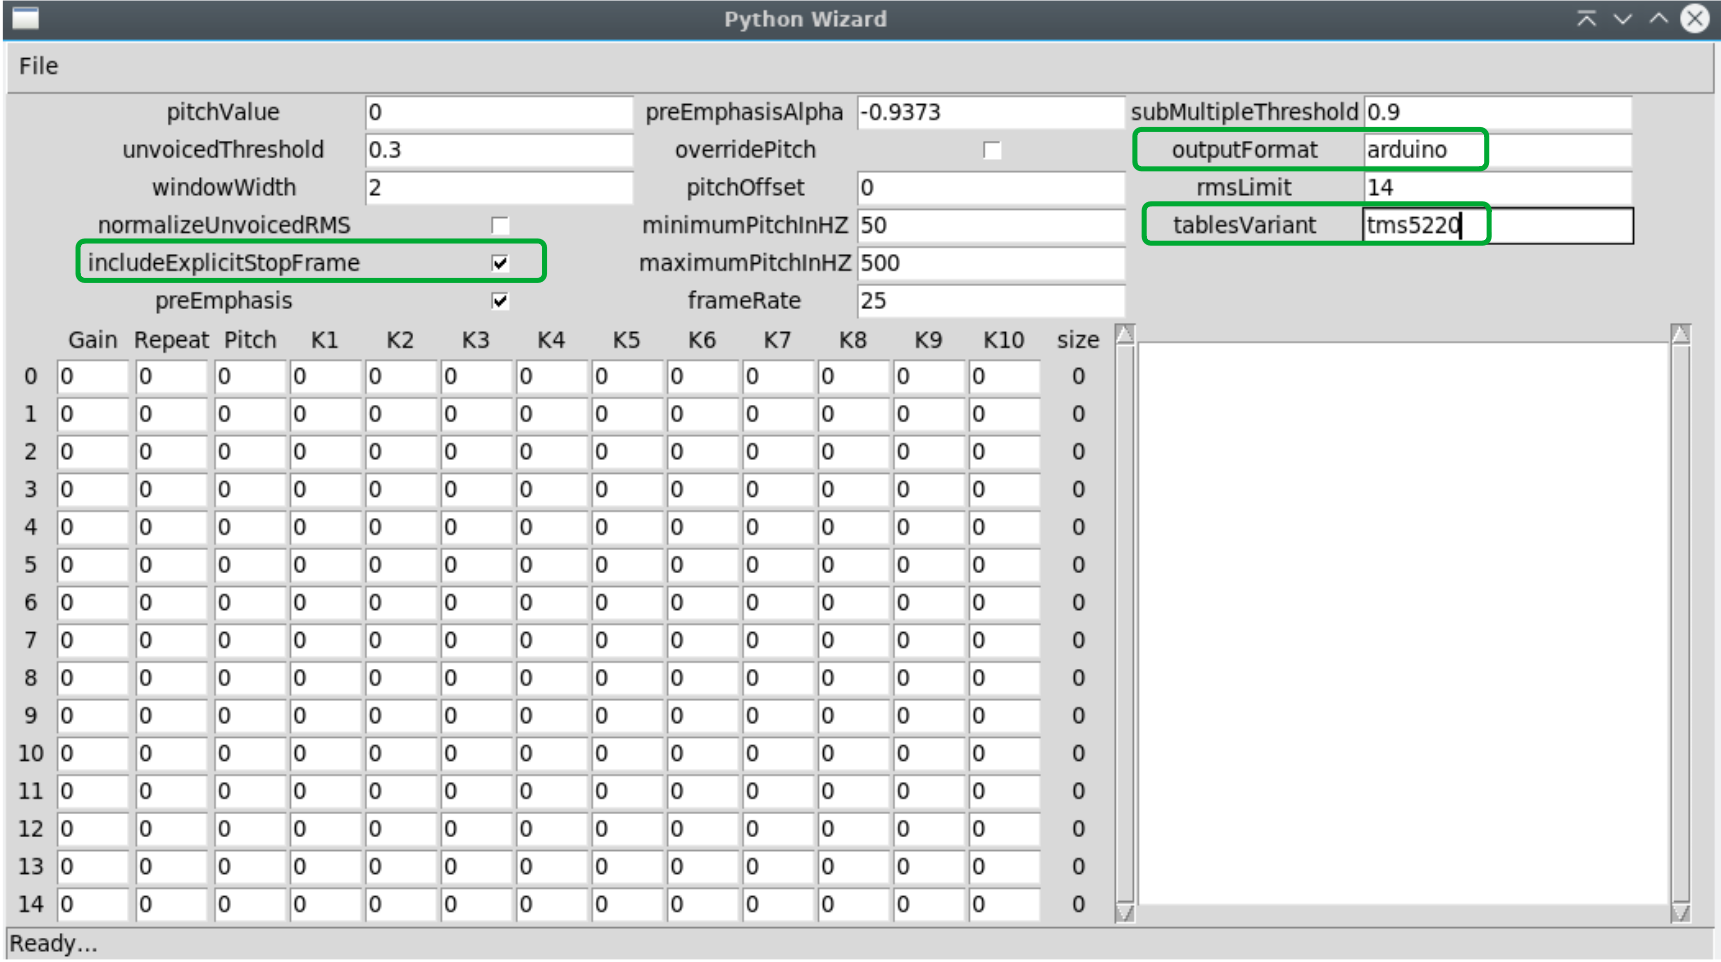 Python Wizard
File
pitchValue 0 preEmphasisAlpha -0.9373 subMultipleThreshold 0.9
unvoicedThreshold 0.3 overridePitch outputFormat arduino
windowWidth 2 pitchOffset 0 rmsLimit 14
normalizeUnvoicedRMS minimumPitchInHZ 50 tablesVariant tms5220
includeExplicitStopFrame maximumPitchInHZ 500
preEmphasis frameRate 25
Gain Repeat Pitch K1 K2 K3 K4 K5 K6 K7 K8 K9 K10 size
0 0 0 0 0 0 0 0 0 0 0 0 0 0 0
1 0 0 0 0 0 0 0 0 0 0 0 0 0 0
2 0 0 0 0 0 0 0 0 0 0 0 0 0 0
3 0 0 0 0 0 0 0 0 0 0 0 0 0 0
4 0 0 0 0 0 0 0 0 0 0 0 0 0 0
5 0 0 0 0 0 0 0 0 0 0 0 0 0 0
6 0 0 0 0 0 0 0 0 0 0 0 0 0 0
7 0 0 0 0 0 0 0 0 0 0 0 0 0 0
8 0 0 0 0 0 0 0 0 0 0 0 0 0 0
9 0 0 0 0 0 0 0 0 0 0 0 0 0 0
10 0 0 0 0 0 0 0 0 0 0 0 0 0 0
11 0 0 0 0 0 0 0 0 0 0 0 0 0 0
12 0 0 0 0 0 0 0 0 0 0 0 0 0 0
13 0 0 0 0 0 0 0 0 0 0 0 0 0 0
14 0 0 0 0 0 0 0 0 0 0 0 0 0 0
Ready...